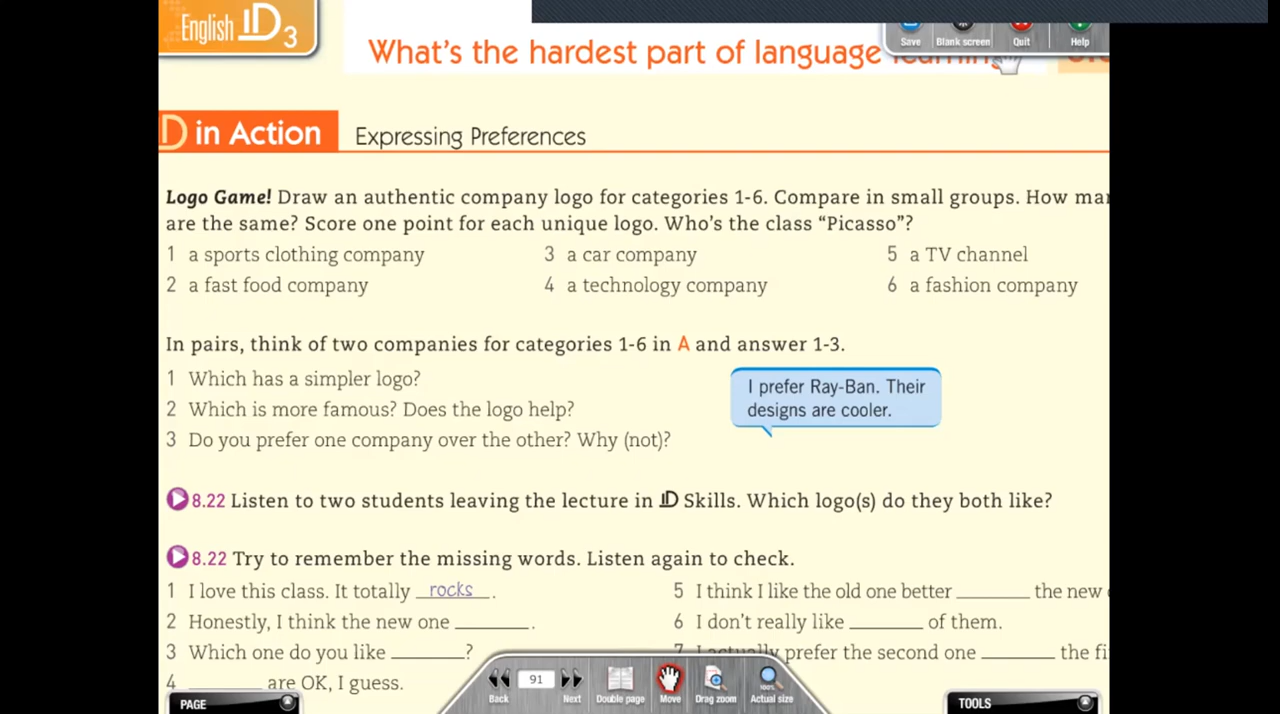 English ID 3
What's the hardest part of language learning
Save Blank screen Quit Help
ID in Action Expressing Preferences
Logo Game! Draw an authentic company logo for categories 1-6. Compare in small groups. How
are the same? Score one point for each unique logo. Who's the class “Picasso”?
1 a sports clothing company 3 a car company 5 a TV channel
2 a fast food company 4 a technology company 6 a fashion company
In pairs, think of two companies for categories 1-6 in A and answer 1-3.
1 Which has a simpler logo?
2 Which is more famous? Does the logo help?
3 Do you prefer one company over the other? Why (not)?
I prefer Ray-Ban. Their
designs are cooler.
8.22 Listen to two students leaving the lecture in ID Skills. Which logo(s) do they both like?
8.22 Try to remember the missing words. Listen again to check.
1 I love this class. It totally rocks.
2 Honestly, I think the new one ________.
3 Which one do you like ________?
4 ________ are OK, I guess.
5 I think I like the old one better ________ the new
6 I don't really like ________ of them.
7 I actually prefer the second one ________ the
Back 91 Next Double page Move Drag zoom 100% Actual size
PAGE TOOLS